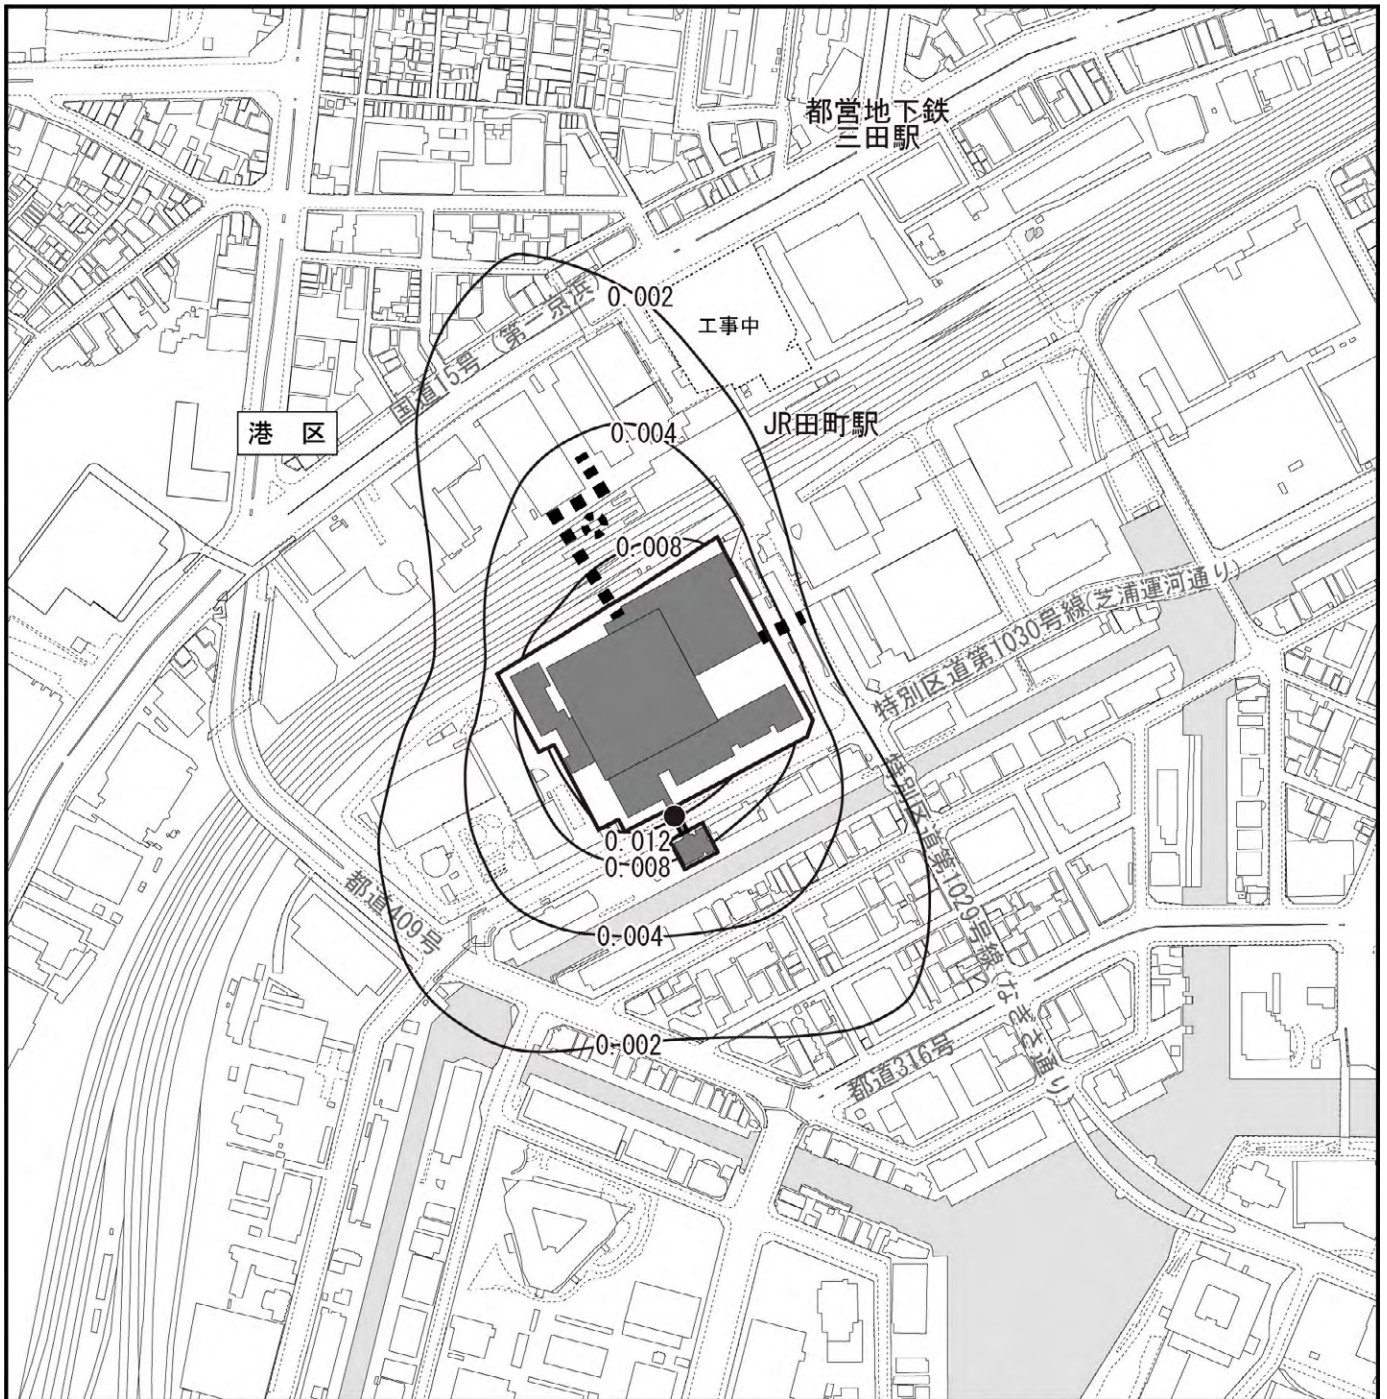 都営地下鉄
三田駅
0.002
工事中
国道15号(第一京浜)
港 区
JR田町駅
0.004
0.008
特別区道第1030号線(芝浦運河通り)
特別区道第1029号線(なぎさ通り)
0.012
0.008
都道409号
0.004
0.002
都道316号